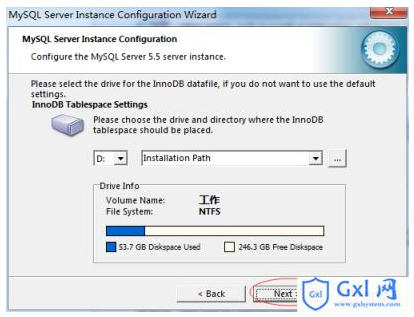 MySQL Server Instance Configuration Wizard
MySQL Server Instance Configuration
Configure the MySQL Server 5.5 server instance.
Please select the drive for the InnoDB datafile, if you do not want to use the default
settings.
InnoDB Tablespace Settings
Please choose the drive and directory where the InnoDB
tablespace should be placed.
D:
Installation Path
...
Drive Info
Volume Name: 工作
File System: NTFS
53.7 GB Diskspace Used
246.3 GB Free Diskspace
< Back
Next >
Gxl
Gxl 网
www.gxlsystem.com